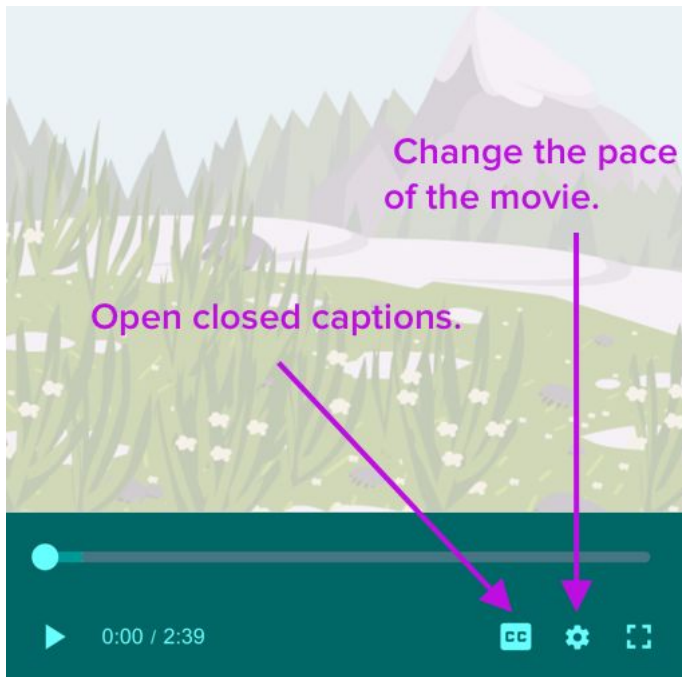 Change the pace
of the movie.
Open closed captions.
0:00 / 2:39
CC